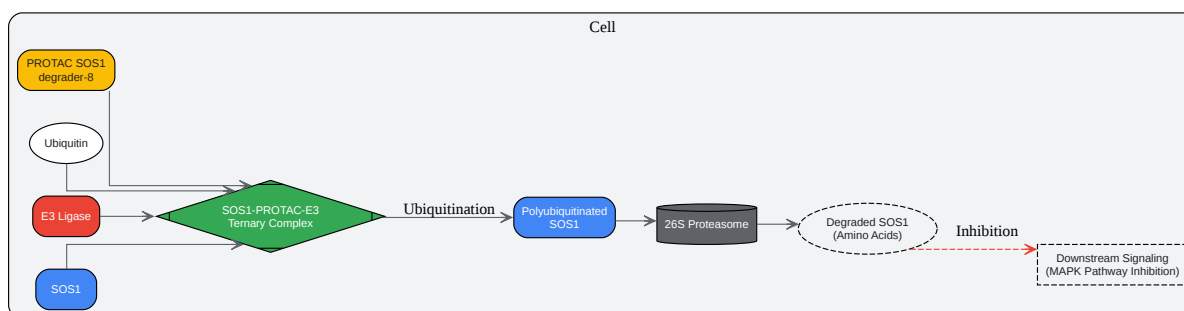 Cell
PROTAC SOS1
degrader-8
Ubiquitin
E3 Ligase
SOS1
SOS1-PROTAC-E3
Ternary Complex
Ubiquitination
Polyubiquitinated
SOS1
26S Proteasome
Degraded SOS1
(Amino Acids)
Inhibition
Downstream Signaling
(MAPK Pathway Inhibition)